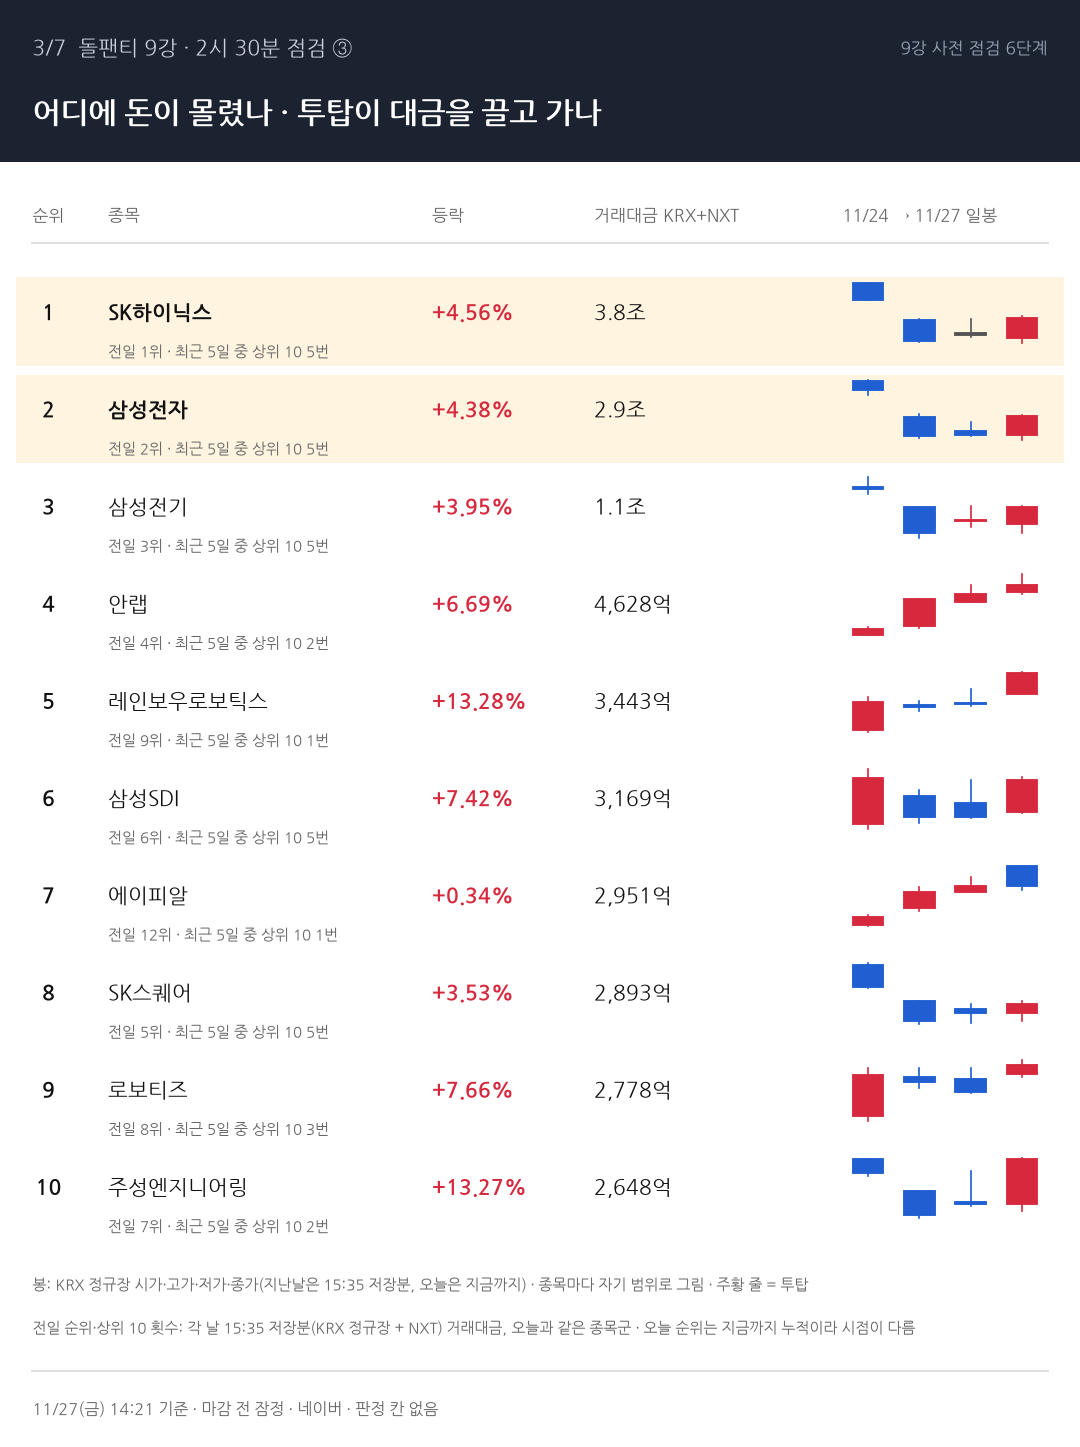 3/7 돌팬티 9강 · 2시 30분 점검 ③
9강 사전 점검 6단계
어디에 돈이 몰렸나 · 투탑이 대금을 끌고 가나
순위 종목 등락 거래대금 KRX+NXT 11/24 → 11/27 일봉
1 SK하이닉스 +4.56% 3.8조
전일 1위 · 최근 5일 중 상위 10 5번
2 삼성전자 +4.38% 2.9조
전일 2위 · 최근 5일 중 상위 10 5번
3 삼성전기 +3.95% 1.1조
전일 3위 · 최근 5일 중 상위 10 5번
4 안랩 +6.69% 4,628억
전일 4위 · 최근 5일 중 상위 10 2번
5 레인보우로보틱스 +13.28% 3,443억
전일 9위 · 최근 5일 중 상위 10 1번
6 삼성SDI +7.42% 3,169억
전일 6위 · 최근 5일 중 상위 10 5번
7 에이피알 +0.34% 2,951억
전일 12위 · 최근 5일 중 상위 10 1번
8 SK스퀘어 +3.53% 2,893억
전일 5위 · 최근 5일 중 상위 10 5번
9 로보티즈 +7.66% 2,778억
전일 8위 · 최근 5일 중 상위 10 3번
10 주성엔지니어링 +13.27% 2,648억
전일 7위 · 최근 5일 중 상위 10 2번
봉: KRX 정규장 시가·고가·저가·종가(지난날은 15:35 저장분, 오늘은 지금까지) · 종목마다 자기 범위로 그림 · 주황 줄 = 투탑
전일 순위·상위 10 횟수: 각 날 15:35 저장분(KRX 정규장 + NXT) 거래대금, 오늘과 같은 종목군 · 오늘 순위는 지금까지 누적이라 시점이 다름
11/27(금) 14:21 기준 · 마감 전 잠정 · 네이버 · 판정 칸 없음